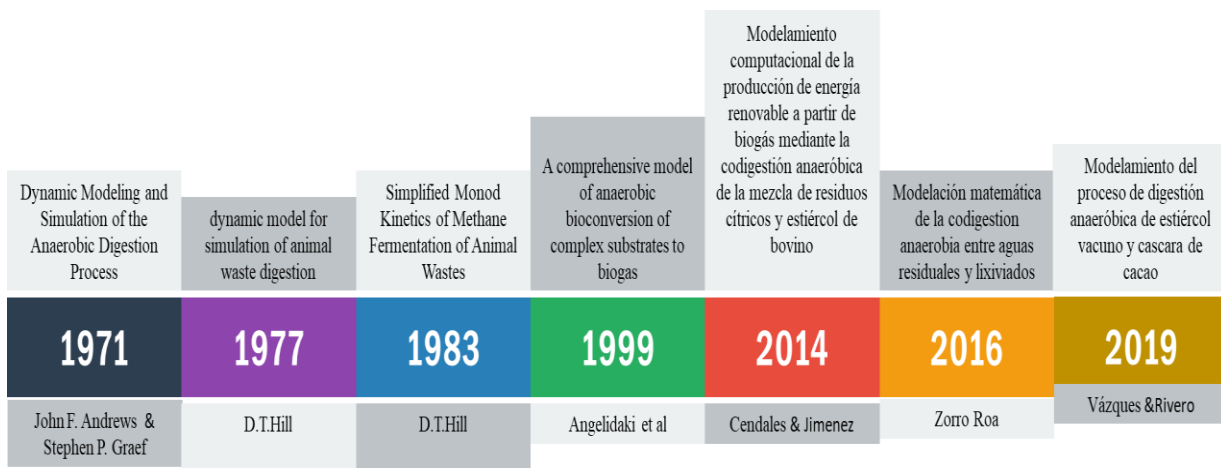 Dynamic Modeling and
Simulation of the
Anaerobic Digestion
Process
dynamic model for
simulation of animal
waste digestion
Simplified Monod
Kinetics of Methane
Fermentation of Animal
Wastes
A comprehensive model
of anaerobic
bioconversion of
complex substrates to
biogas
Modelamiento
computacional de la
producción de energía
renovable a partir de
biogás mediante la
codigestión anaeróbica
de la mezcla de residuos
cítricos y estiércol de
bovino
Modelación matemática
de la codigestion
anaerobia entre aguas
residuales y lixiviados
Modelamiento del
proceso de digestión
anaeróbica de estiércol
vacuno y cascara de
cacao
1971
1977
1983
1999
2014
2016
2019
John F. Andrews &
Stephen P. Graef
D.T.Hill
D.T.Hill
Angelidaki et al
Cendales & Jimenez
Zorro Roa
Vázques &Rivero